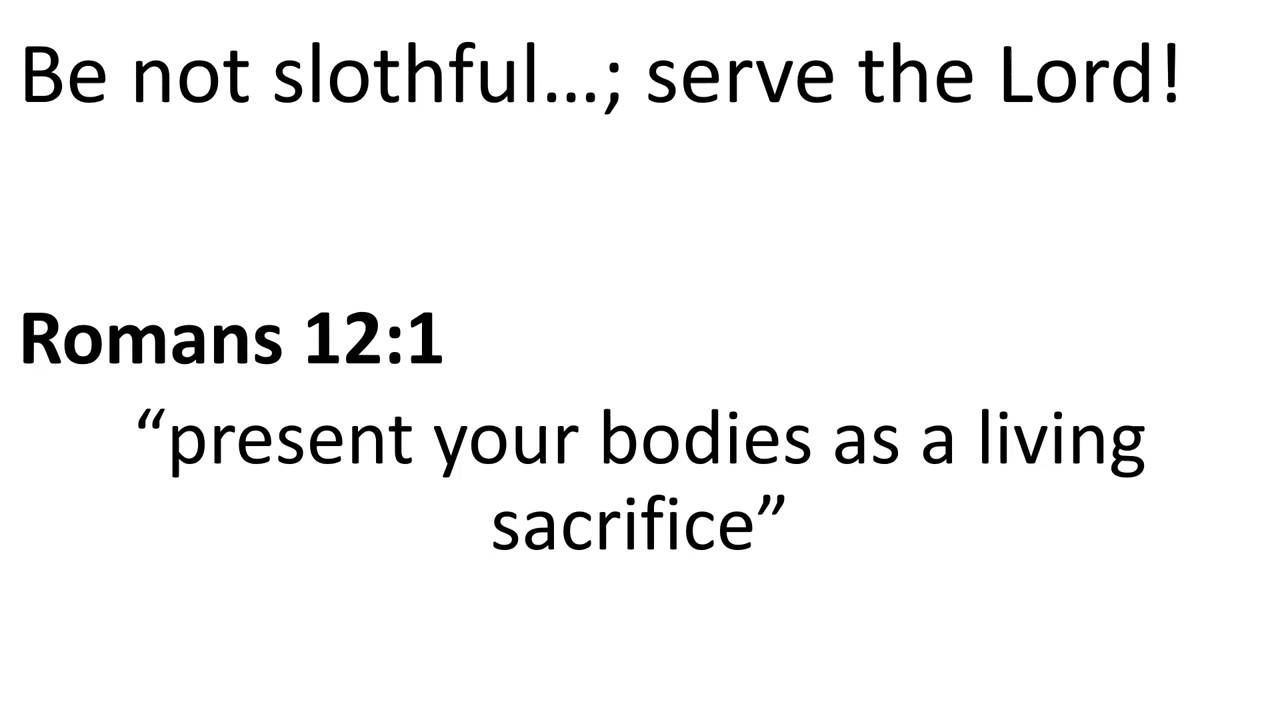 Be not slothful…; serve the Lord!
Romans 12:1
“present your bodies as a living
sacrifice”